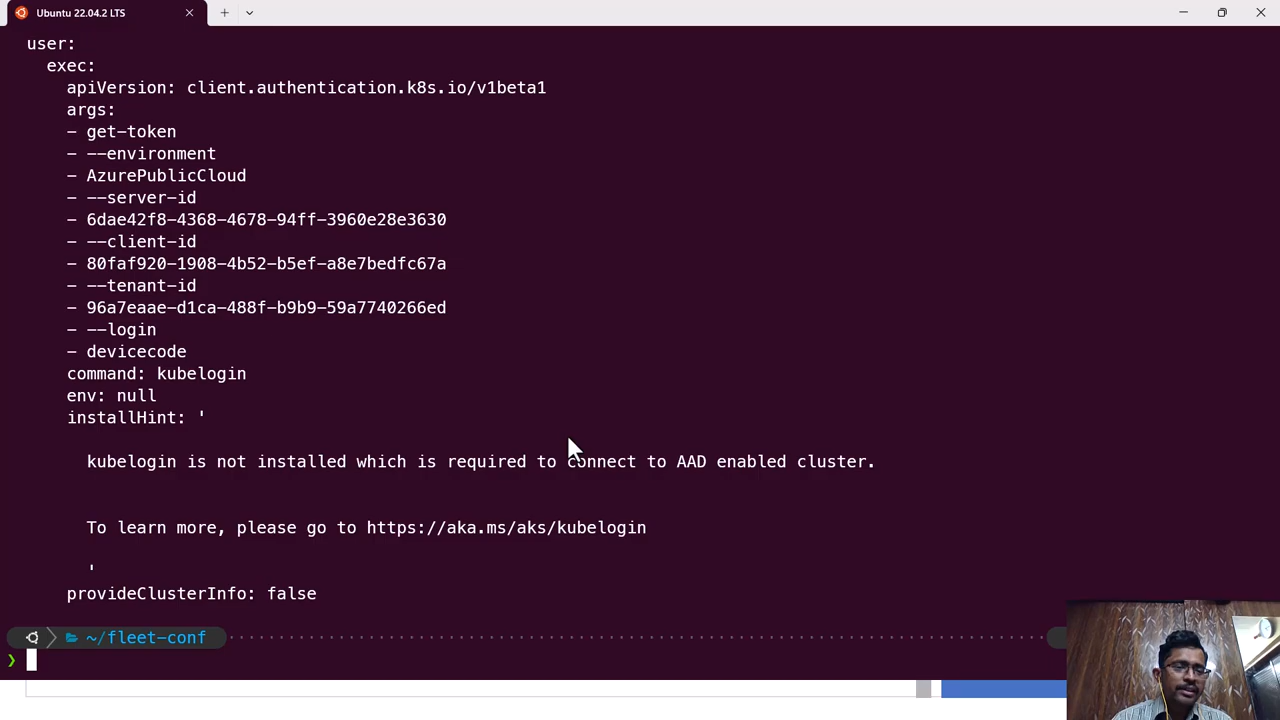 Ubuntu 22.04.2 LTS
user:
exec:
apiVersion: client.authentication.k8s.io/v1beta1
args:
- get-token
- --environment
- AzurePublicCloud
- --server-id
- 6dae42f8-4368-4678-94ff-3960e28e3630
- --client-id
- 80faf920-1908-4b52-b5ef-a8e7bedfc67a
- --tenant-id
- 96a7eaae-d1ca-488f-b9b9-59a7740266ed
- --login
- devicecode
command: kubelogin
env: null
installHint: '
kubelogin is not installed which is required to connect to AAD enabled cluster.
To learn more, please go to https://aka.ms/aks/kubelogin
'
provideClusterInfo: false
~/fleet-conf
❯